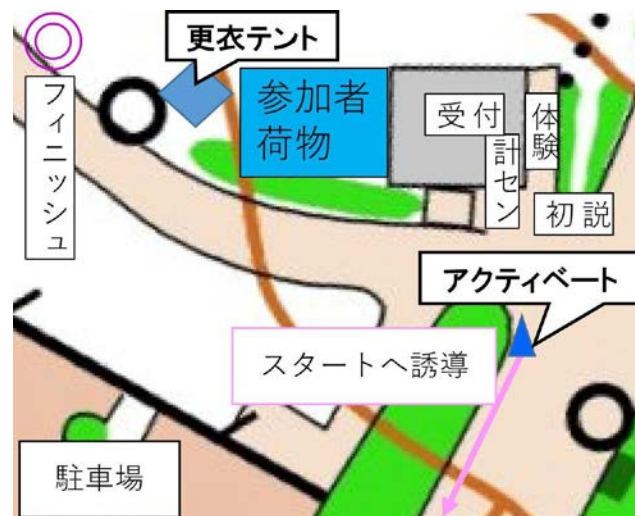 更衣テント
フィニッシュ
参加者
荷物
受付
体験
計セン
初説
アクティベート
スタートへ誘導
駐車場